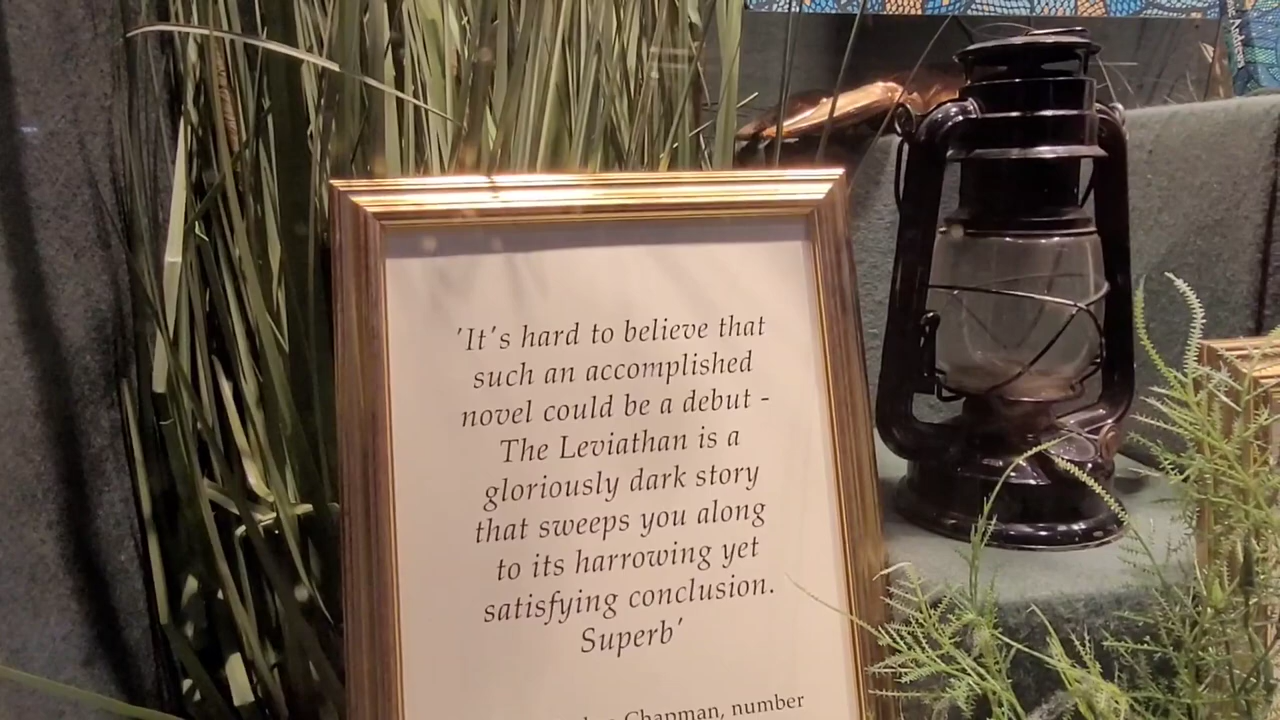 'It's hard to believe that
such an accomplished
novel could be a debut -
The Leviathan is a
gloriously dark story
that sweeps you along
to its harrowing yet
satisfying conclusion.
Superb'
Chapman, number